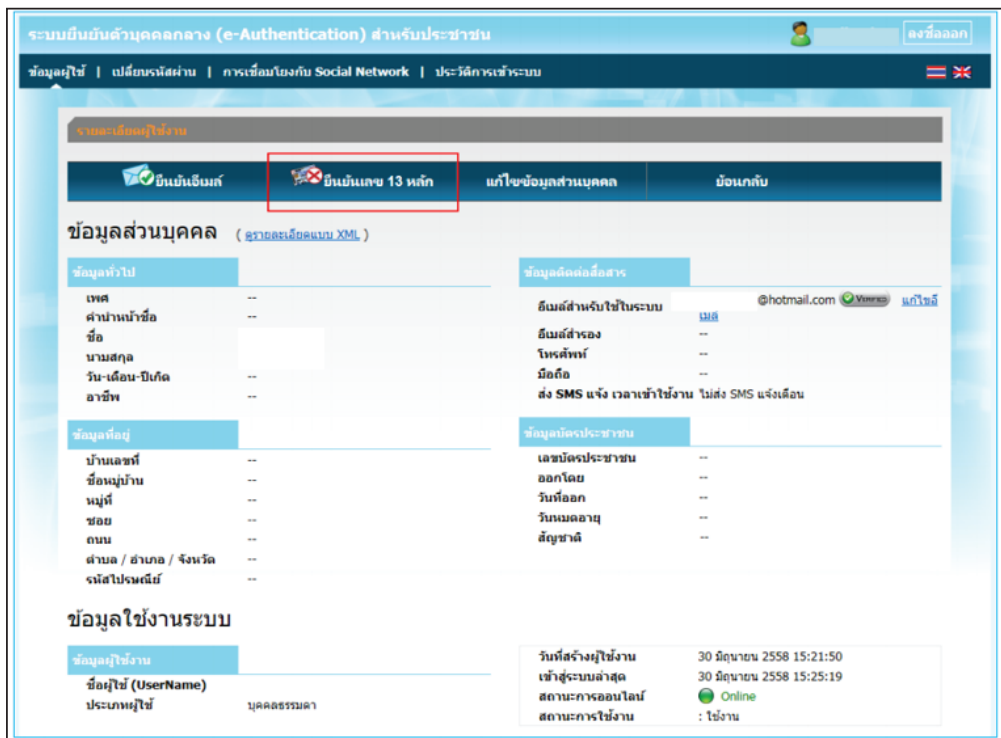 ระบบยืนยันตัวบุคคลกลาง (e-Authentication) สำหรับประชาชน
ลงชื่อออก
ข้อมูลผู้ใช้ | เปลี่ยนรหัสผ่าน | การเชื่อมโยงกับ Social Network | ประวัติการเข้าระบบ
รายละเอียดผู้ใช้งาน
ยืนยันอีเมล์ ยืนยันเลข 13 หลัก แก้ไขข้อมูลส่วนบุคคล ย้อนกลับ
ข้อมูลส่วนบุคคล ( ดูรายละเอียดแบบ XML )
ข้อมูลทั่วไป
เพศ --
คำนำหน้าชื่อ --
ชื่อ
นามสกุล
วัน-เดือน-ปีเกิด --
อาชีพ --
ข้อมูลติดต่อสื่อสาร
อีเมล์สำหรับใช้ในระบบ @hotmail.com VERIFIED แก้ไขอี
เมล์
อีเมล์สำรอง --
โทรศัพท์ --
มือถือ --
ส่ง SMS แจ้ง เวลาเข้าใช้งาน ไม่ส่ง SMS แจ้งเตือน
ข้อมูลที่อยู่
บ้านเลขที่ --
ชื่อหมู่บ้าน --
หมู่ที่ --
ซอย --
ถนน --
ตำบล / อำเภอ / จังหวัด --
รหัสไปรษณีย์ --
ข้อมูลบัตรประชาชน
เลขบัตรประชาชน --
ออกโดย --
วันที่ออก --
วันหมดอายุ --
สัญชาติ --
ข้อมูลใช้งานระบบ
ข้อมูลผู้ใช้งาน
ชื่อผู้ใช้ (UserName)
ประเภทผู้ใช้ บุคคลธรรมดา
วันที่สร้างผู้ใช้งาน 30 มิถุนายน 2558 15:21:50
เข้าสู่ระบบล่าสุด 30 มิถุนายน 2558 15:25:19
สถานะการออนไลน์ Online
สถานะการใช้งาน : ใช้งาน